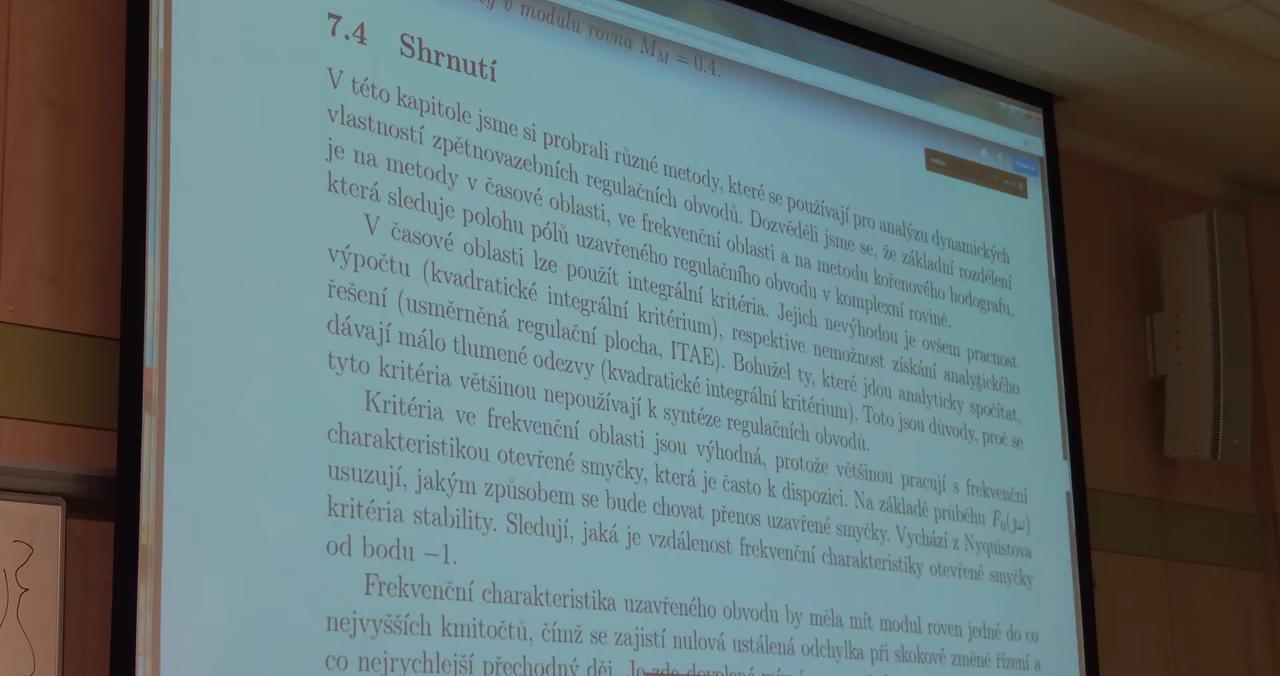 v modulu rovna M_M = 0.4.
7.4 Shrnutí
V této kapitole jsme si probrali různé metody, které se používají pro analýzu dynamických
vlastností zpětnovazebních regulačních obvodů. Dozvěděli jsme se, že základní rozdělení
je na metody v časové oblasti, ve frekvenční oblasti a na metodu kořenového hodografu,
která sleduje polohu pólů uzavřeného regulačního obvodu v komplexní rovině.
V časové oblasti lze použít integrální kritéria. Jejich nevýhodou je ovšem pracnost
výpočtu (kvadratické integrální kritérium), respektive nemožnost získání analytického
řešení (usměrněná regulační plocha, ITAE). Bohužel ty, které jdou analyticky spočítat,
dávají málo tlumené odezvy (kvadratické integrální kritérium). Toto jsou důvody, proč se
tyto kritéria většinou nepoužívají k syntéze regulačních obvodů.
Kritéria ve frekvenční oblasti jsou výhodná, protože většinou pracují s frekvenční
charakteristikou otevřené smyčky, která je často k dispozici. Na základě průběhu F₀(jω)
usuzují, jakým způsobem se bude chovat přenos uzavřené smyčky. Vychází z Nyquistova
kritéria stability. Sledují, jaká je vzdálenost frekvenční charakteristiky otevřené smyčky
od bodu −1.
Frekvenční charakteristika uzavřeného obvodu by měla mít modul roven jedné do co
nejvyšších kmitočtů, čímž se zajistí nulová ustálená odchylka při skokové změně řízení a
co nejrychlejší přechodný děj. Je zde